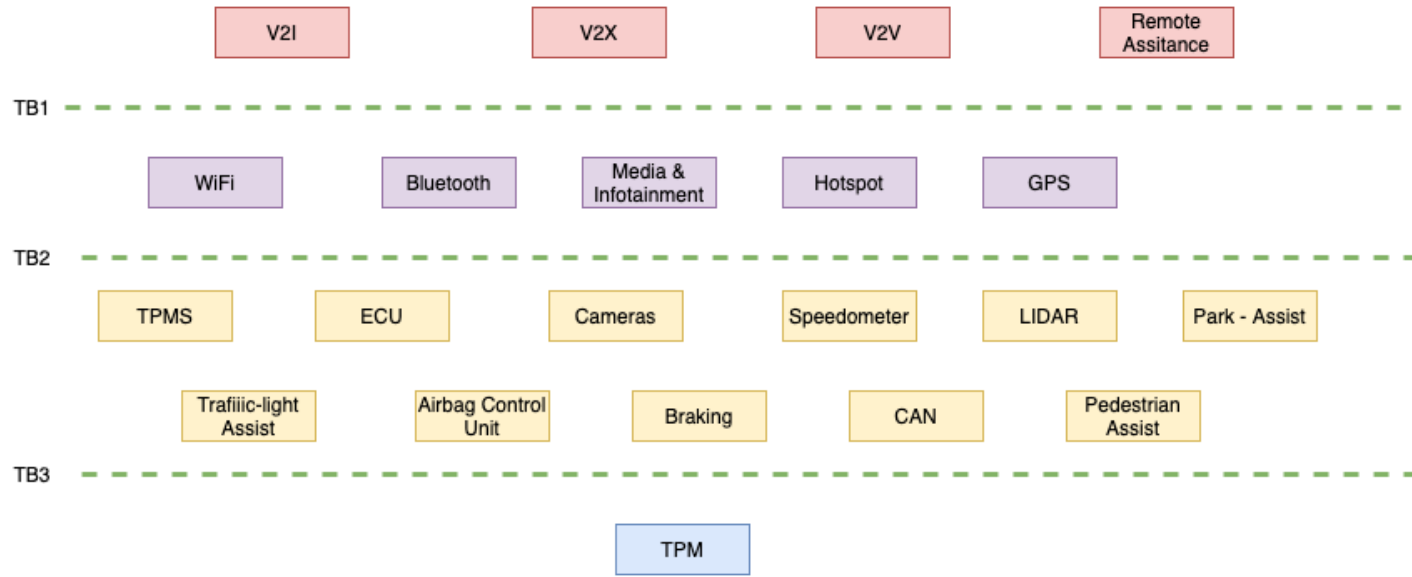 V2I
V2X
V2V
Remote
Assitance
TB1
WiFi
Bluetooth
Media &
Infotainment
Hotspot
GPS
TB2
TPMS
ECU
Cameras
Speedometer
LIDAR
Park - Assist
Trafiiic-light
Assist
Airbag Control
Unit
Braking
CAN
Pedestrian
Assist
TB3
TPM